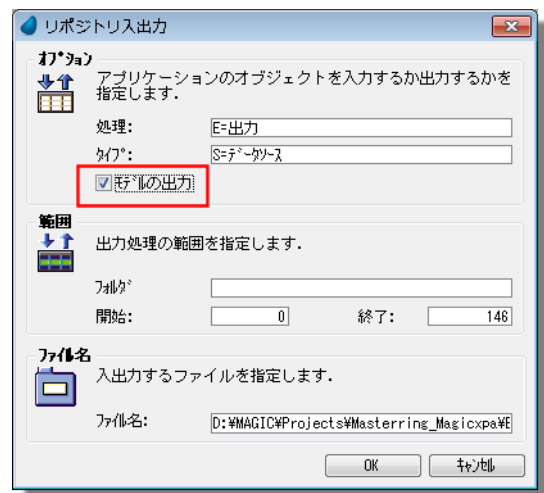 リポジトリ入出力
ｵﾌﾟｼｮﾝ
アプリケーションのオブジェクトを入力するか出力するかを
指定します.
処理: E=出力
ﾀｲﾌﾟ: S=ﾃﾞｰﾀｿｰｽ
ﾓﾃﾞﾙの出力
範囲
出力処理の範囲を指定します.
ﾌｫﾙﾀﾞ
開始: 0 終了: 146
ﾌｧｲﾙ名
入出力するファイルを指定します.
ﾌｧｲﾙ名: D:¥MAGIC¥Projects¥Masterring_Magicxpa¥E
OK ｷｬﾝｾﾙ